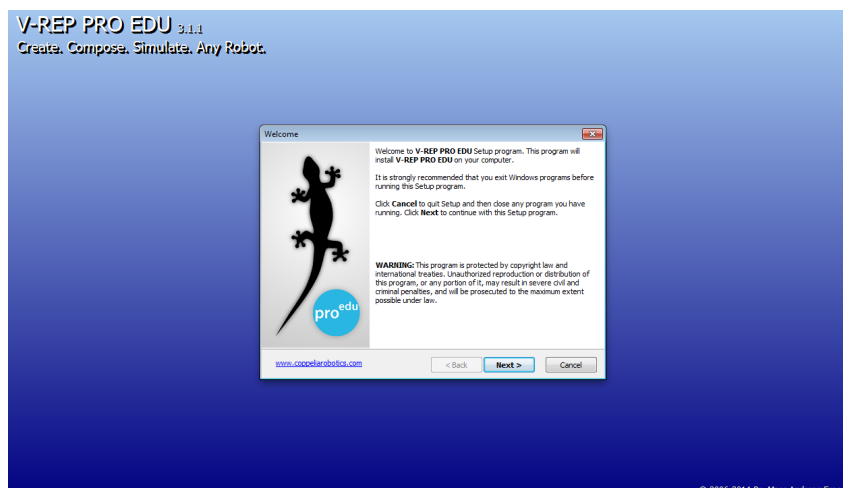 V-REP PRO EDU 3.1.1
Create. Compose. Simulate. Any Robot.
Welcome
Welcome to V-REP PRO EDU Setup program. This program will
install V-REP PRO EDU on your computer.
It is strongly recommended that you exit Windows programs before
running this Setup program.
Click Cancel to quit Setup and then close any program you have
running. Click Next to continue with this Setup program.
WARNING: This program is protected by copyright law and
international treaties. Unauthorized reproduction or distribution of
this program, or any portion of it, may result in severe civil and
criminal penalties, and will be prosecuted to the maximum extent
possible under law.
pro edu
www.coppeliarobotics.com
< Back
Next >
Cancel